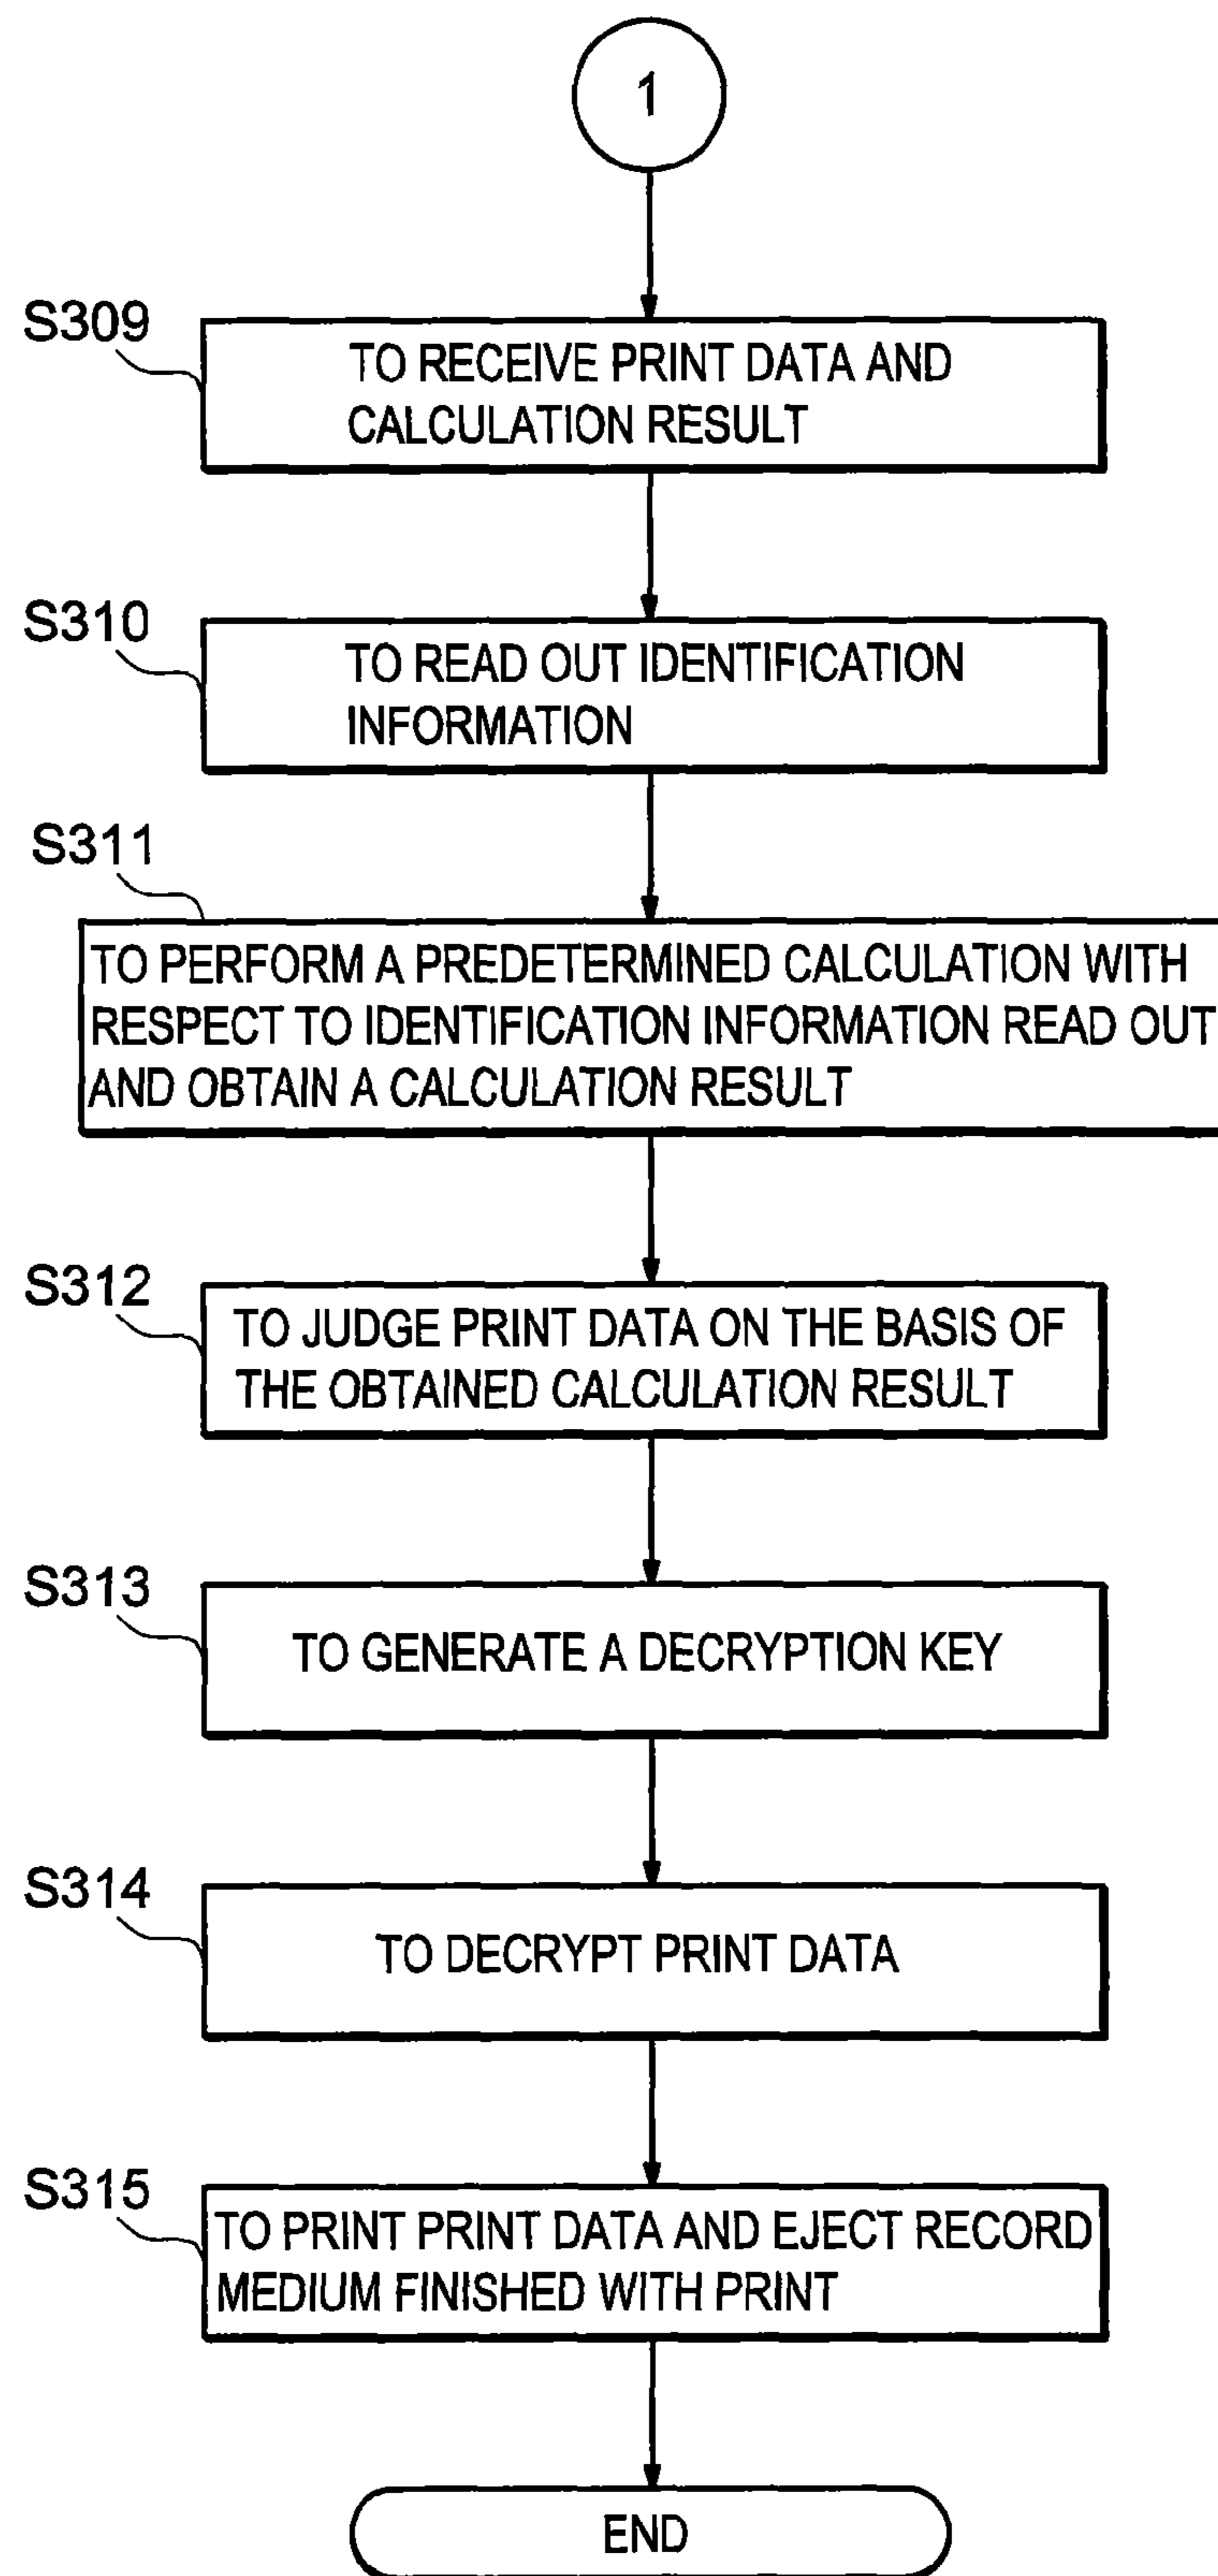 1
S309
TO RECEIVE PRINT DATA AND
CALCULATION RESULT
S310
TO READ OUT IDENTIFICATION
INFORMATION
S311
TO PERFORM A PREDETERMINED CALCULATION WITH
RESPECT TO IDENTIFICATION INFORMATION READ OUT
AND OBTAIN A CALCULATION RESULT
S312
TO JUDGE PRINT DATA ON THE BASIS OF
THE OBTAINED CALCULATION RESULT
S313
TO GENERATE A DECRYPTION KEY
S314
TO DECRYPT PRINT DATA
S315
TO PRINT PRINT DATA AND EJECT RECORD
MEDIUM FINISHED WITH PRINT
END